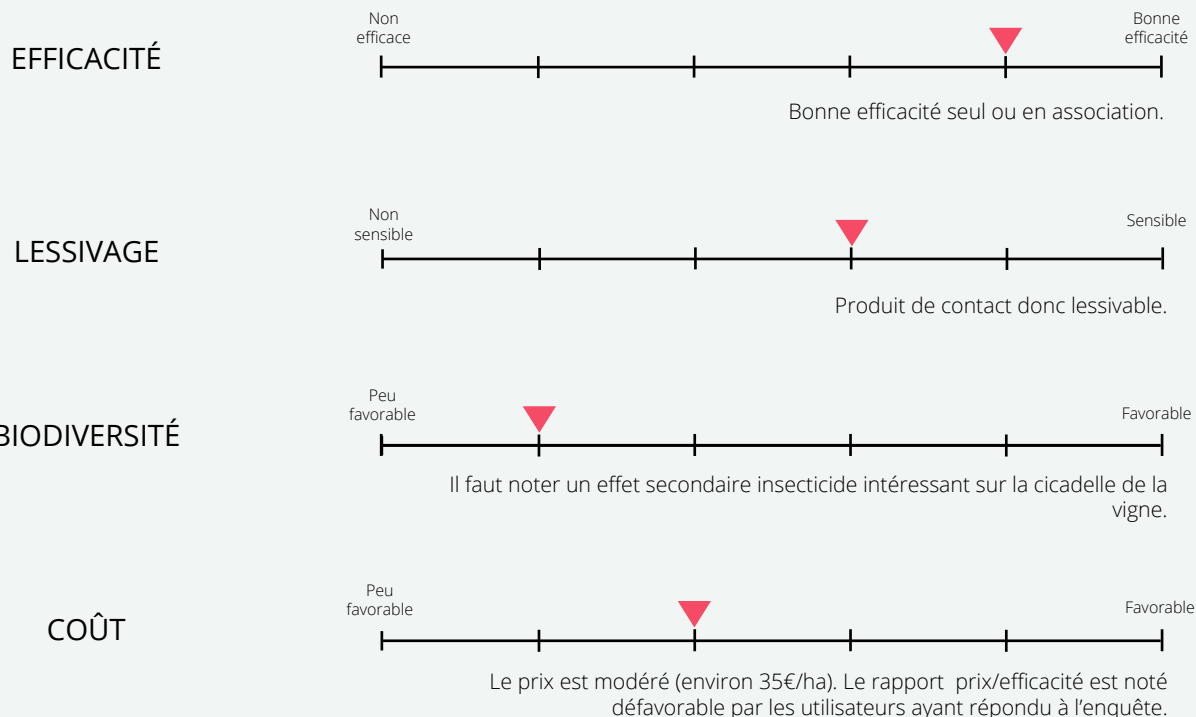 EFFICACITÉ
Non
efficace
Bonne
efficacité
Bonne efficacité seul ou en association.
LESSIVAGE
Non
sensible
Sensible
Produit de contact donc lessivable.
BIODIVERSITÉ
Peu
favorable
Favorable
Il faut noter un effet secondaire insecticide intéressant sur la cicadelle de la
vigne.
COÛT
Peu
favorable
Favorable
Le prix est modéré (environ 35€/ha). Le rapport prix/efficacité est noté
défavorable par les utilisateurs ayant répondu à l'enquête.